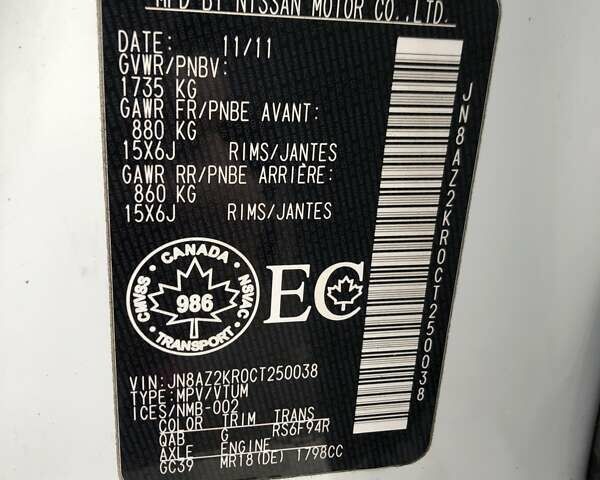 MFD BY NISSAN MOTOR CO.,LTD.
DATE: 11/11
GVWR/PNBV:
1735 KG
GAWR FR/PNBE AVANT:
880 KG
15X6J RIMS/JANTES
GAWR RR/PNBE ARRIÈRE:
860 KG
15X6J RIMS/JANTES
CANADA
CMVSS
NSVAC
986
TRANSPORT
EC
VIN: JN8AZ2KR0CT250038
TYPE: MPV/VTUM
ICES/NMB-002
COLOR TRIM TRANS
QAB G RS6F94R
AXLE ENGINE
GC39 MR18(DE) 1798CC
JN8AZ2KR0CT250038